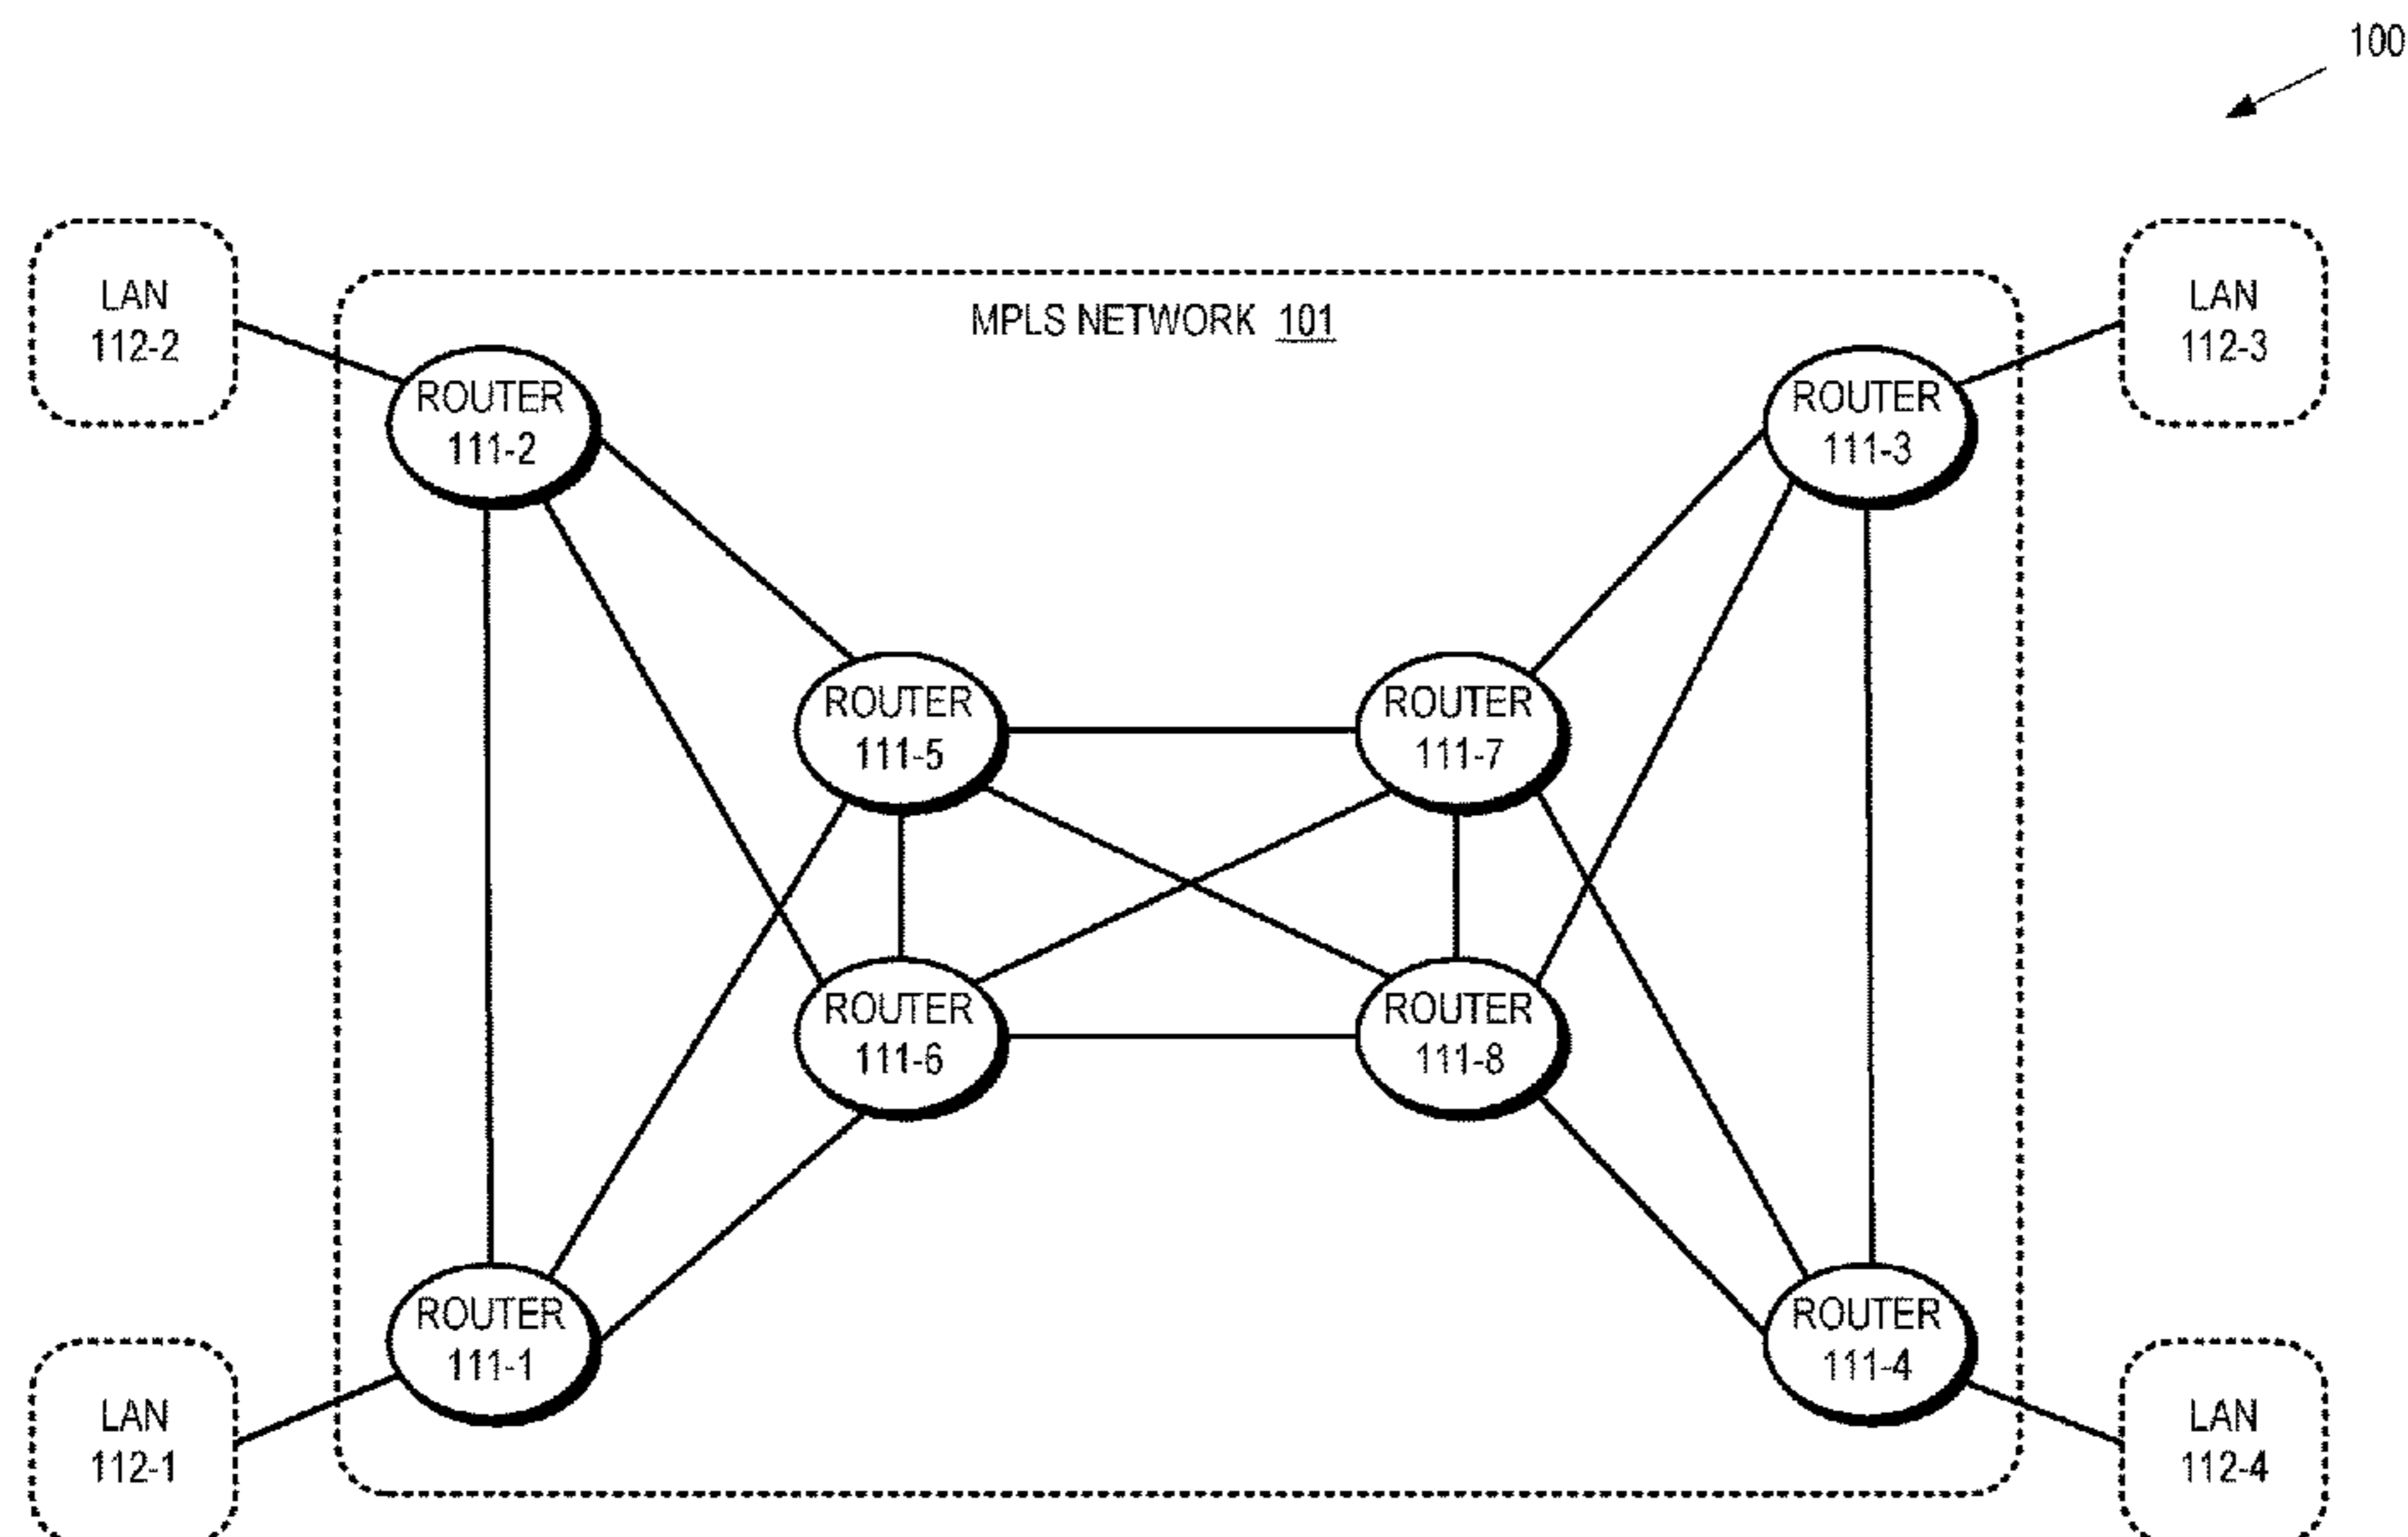 100
LAN
112-2
MPLS NETWORK 101
LAN
112-3
ROUTER
111-2
ROUTER
111-3
ROUTER
111-5
ROUTER
111-7
ROUTER
111-6
ROUTER
111-8
ROUTER
111-1
ROUTER
111-4
LAN
112-1
LAN
112-4